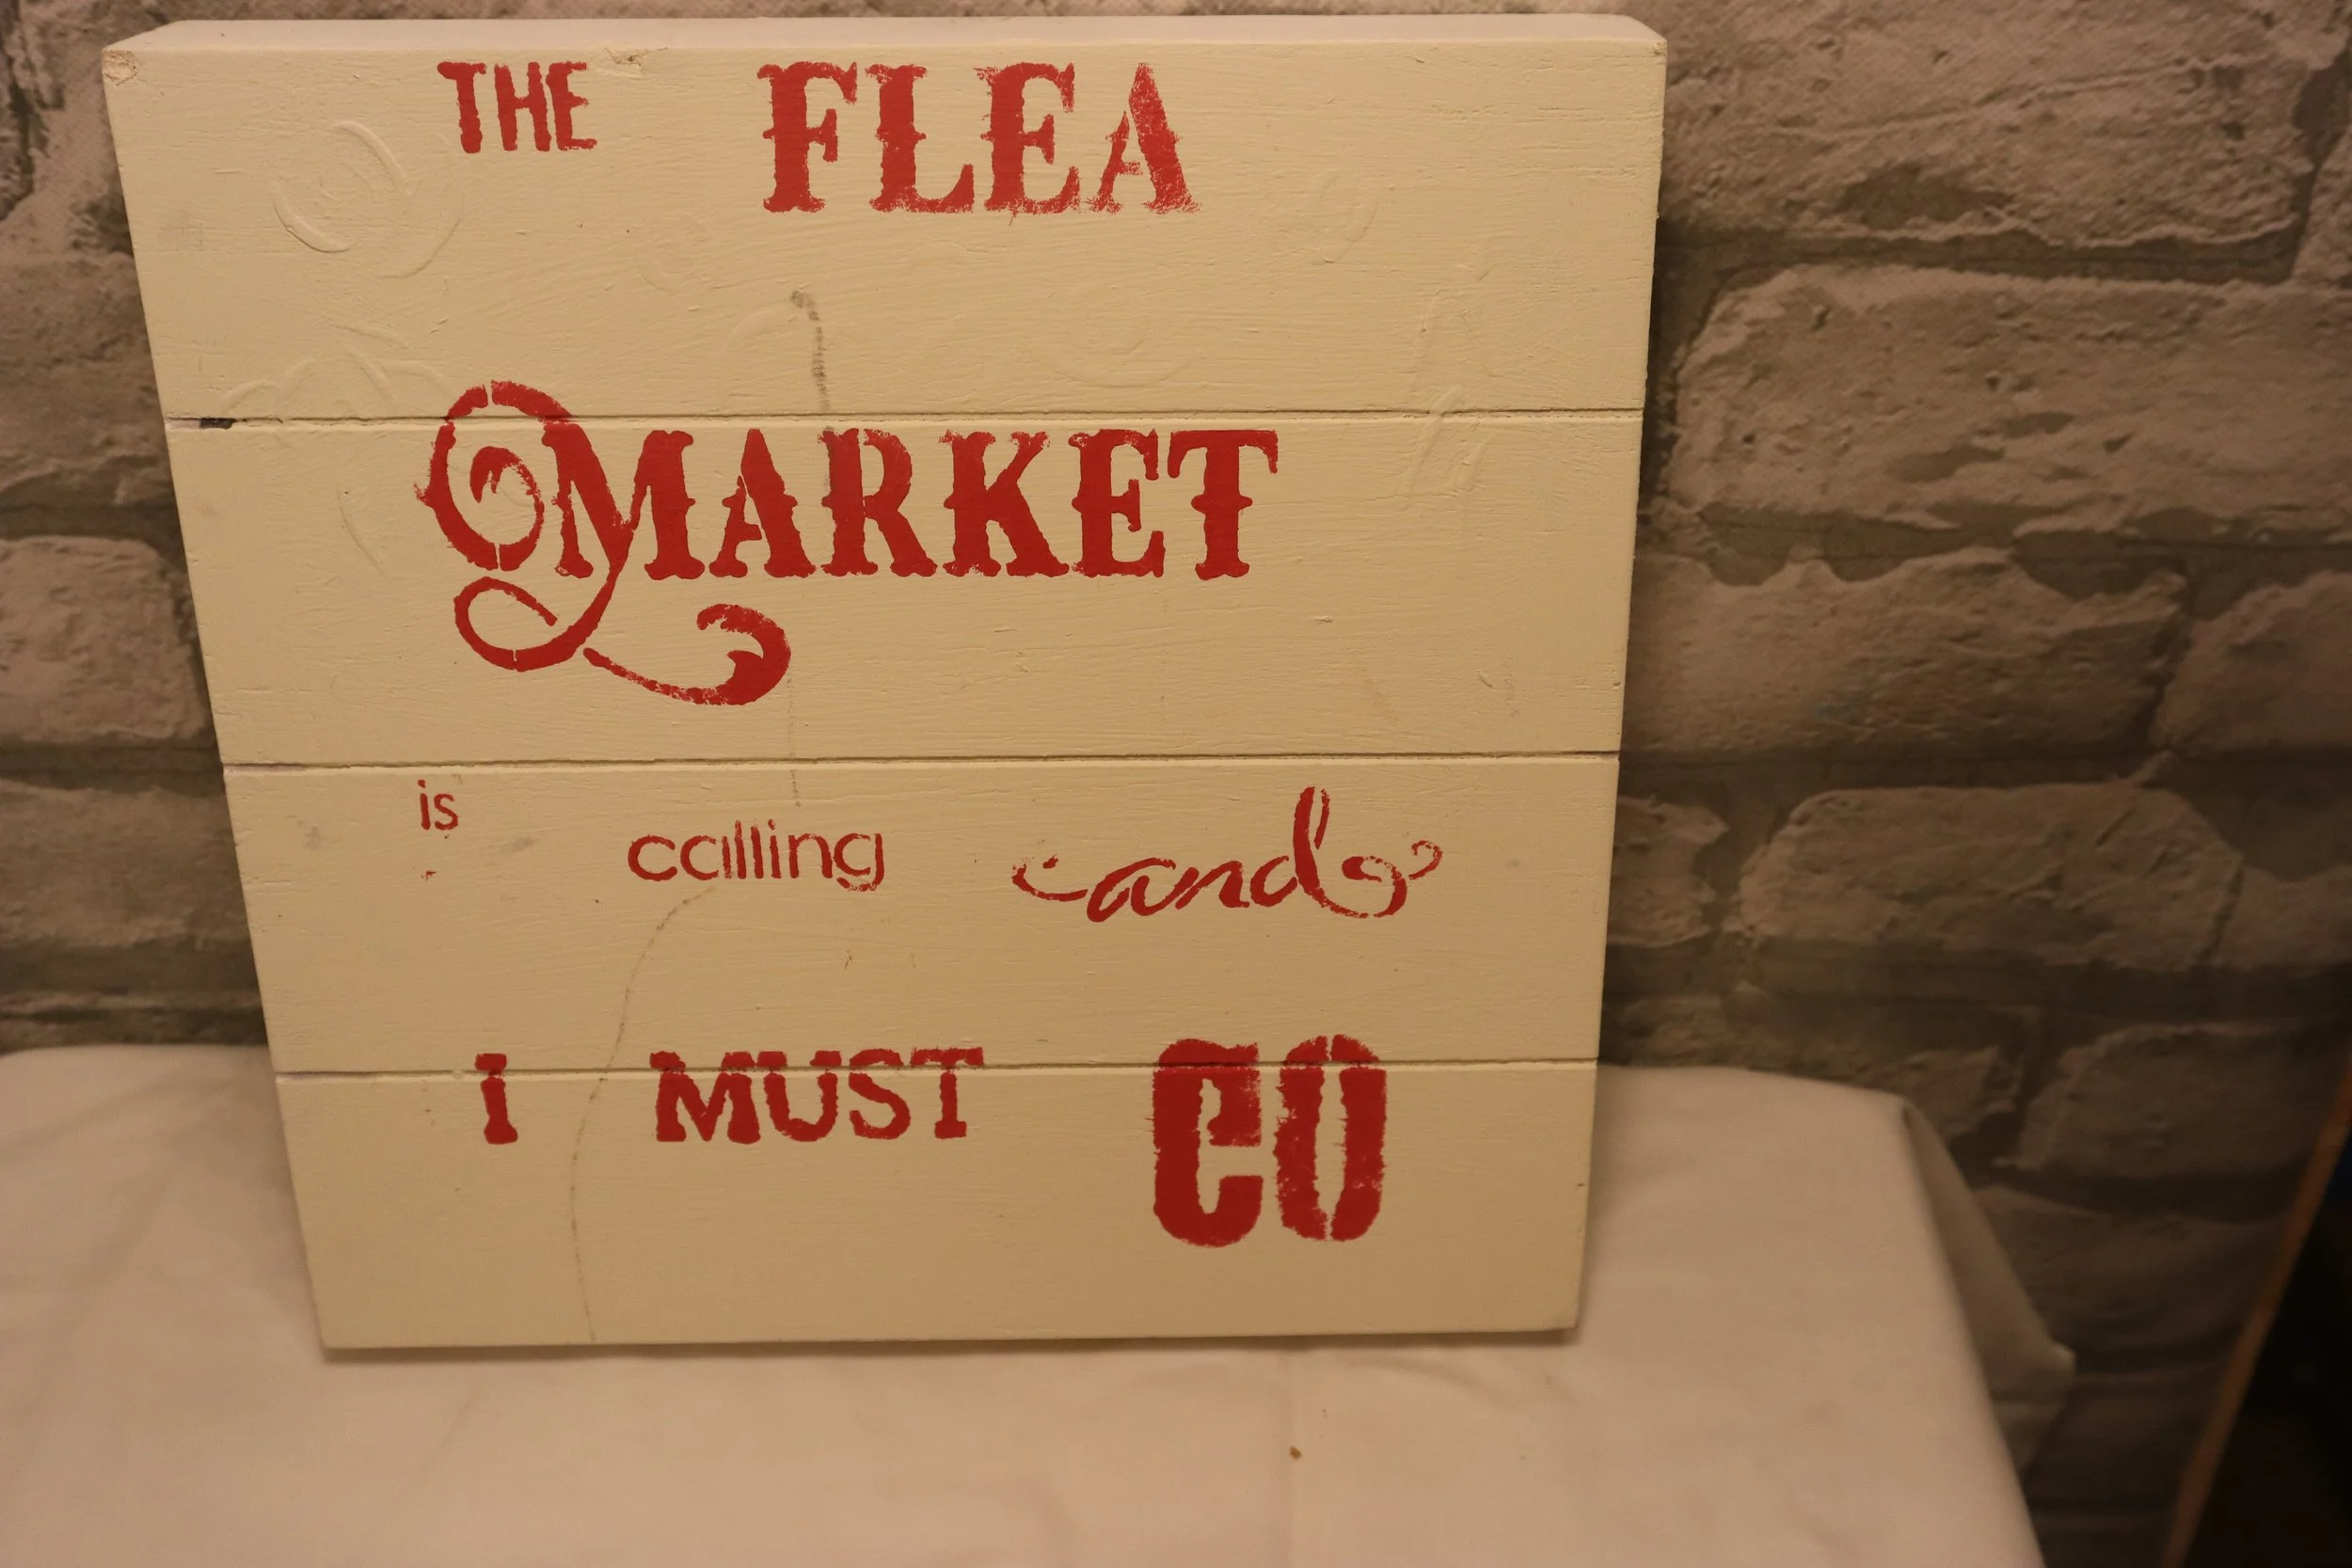 THE FLEA
MARKET
is calling and
I MUST GO